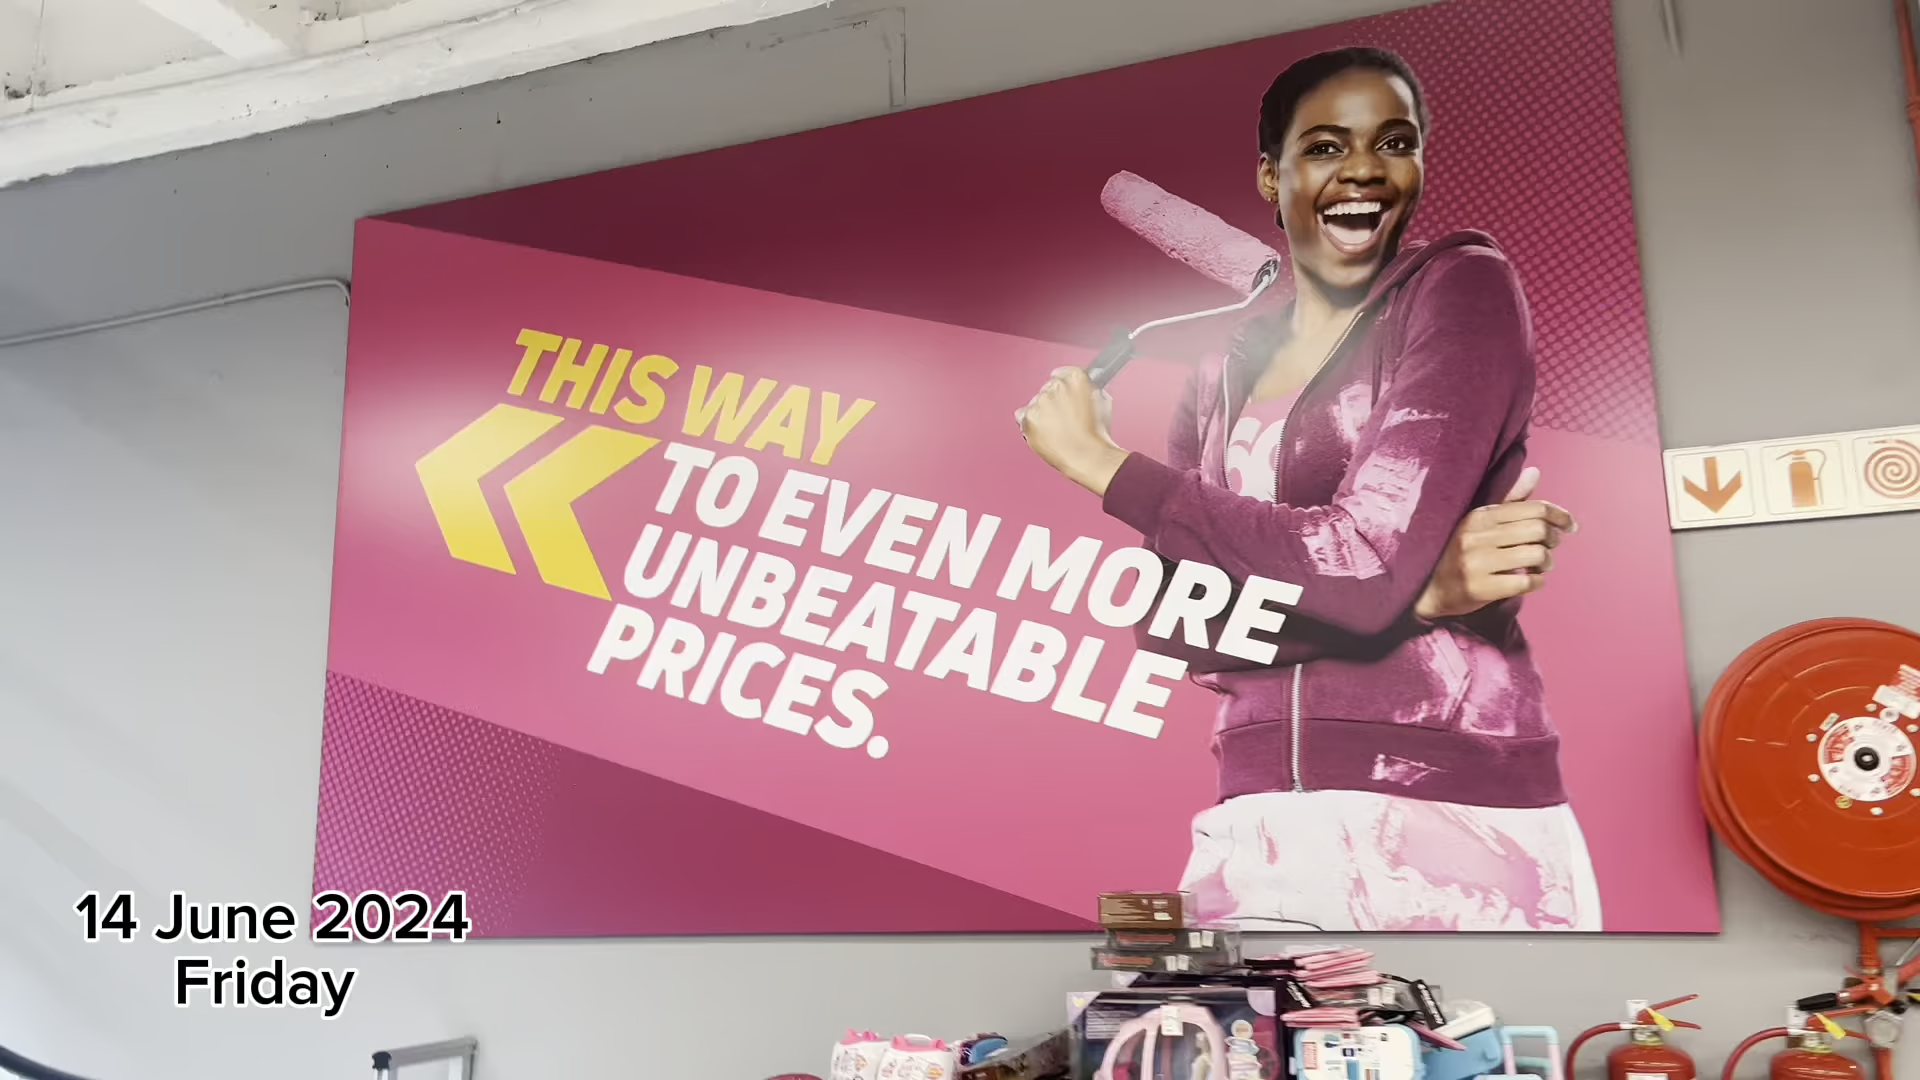 THIS WAY
TO EVEN MORE
UNBEATABLE
PRICES.
14 June 2024
Friday